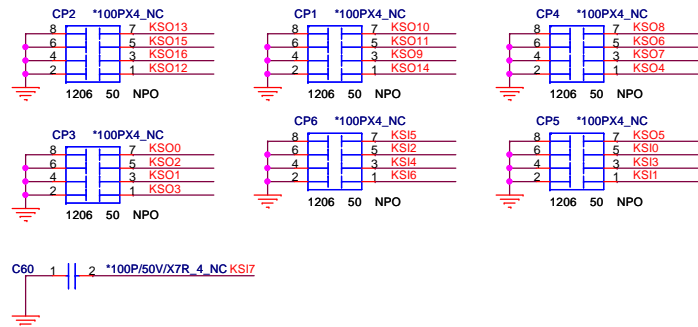 CP2 *100PX4_NC
8 7 KSO13
6 5 KSO15
4 3 KSO16
2 1 KSO12
1206 50 NPO
CP1 *100PX4_NC
8 7 KSO10
6 5 KSO11
4 3 KSO9
2 1 KSO14
1206 50 NPO
CP4 *100PX4_NC
8 7 KSO8
6 5 KSO6
4 3 KSO7
2 1 KSO4
1206 50 NPO
CP3 *100PX4_NC
8 7 KSO0
6 5 KSO2
4 3 KSO1
2 1 KSO3
1206 50 NPO
CP6 *100PX4_NC
8 7 KSI5
6 5 KSI2
4 3 KSI4
2 1 KSI6
1206 50 NPO
CP5 *100PX4_NC
8 7 KSO5
6 5 KSI0
4 3 KSI3
2 1 KSI1
1206 50 NPO
C60 1 2 *100P/50V/X7R_4_NC KSI7